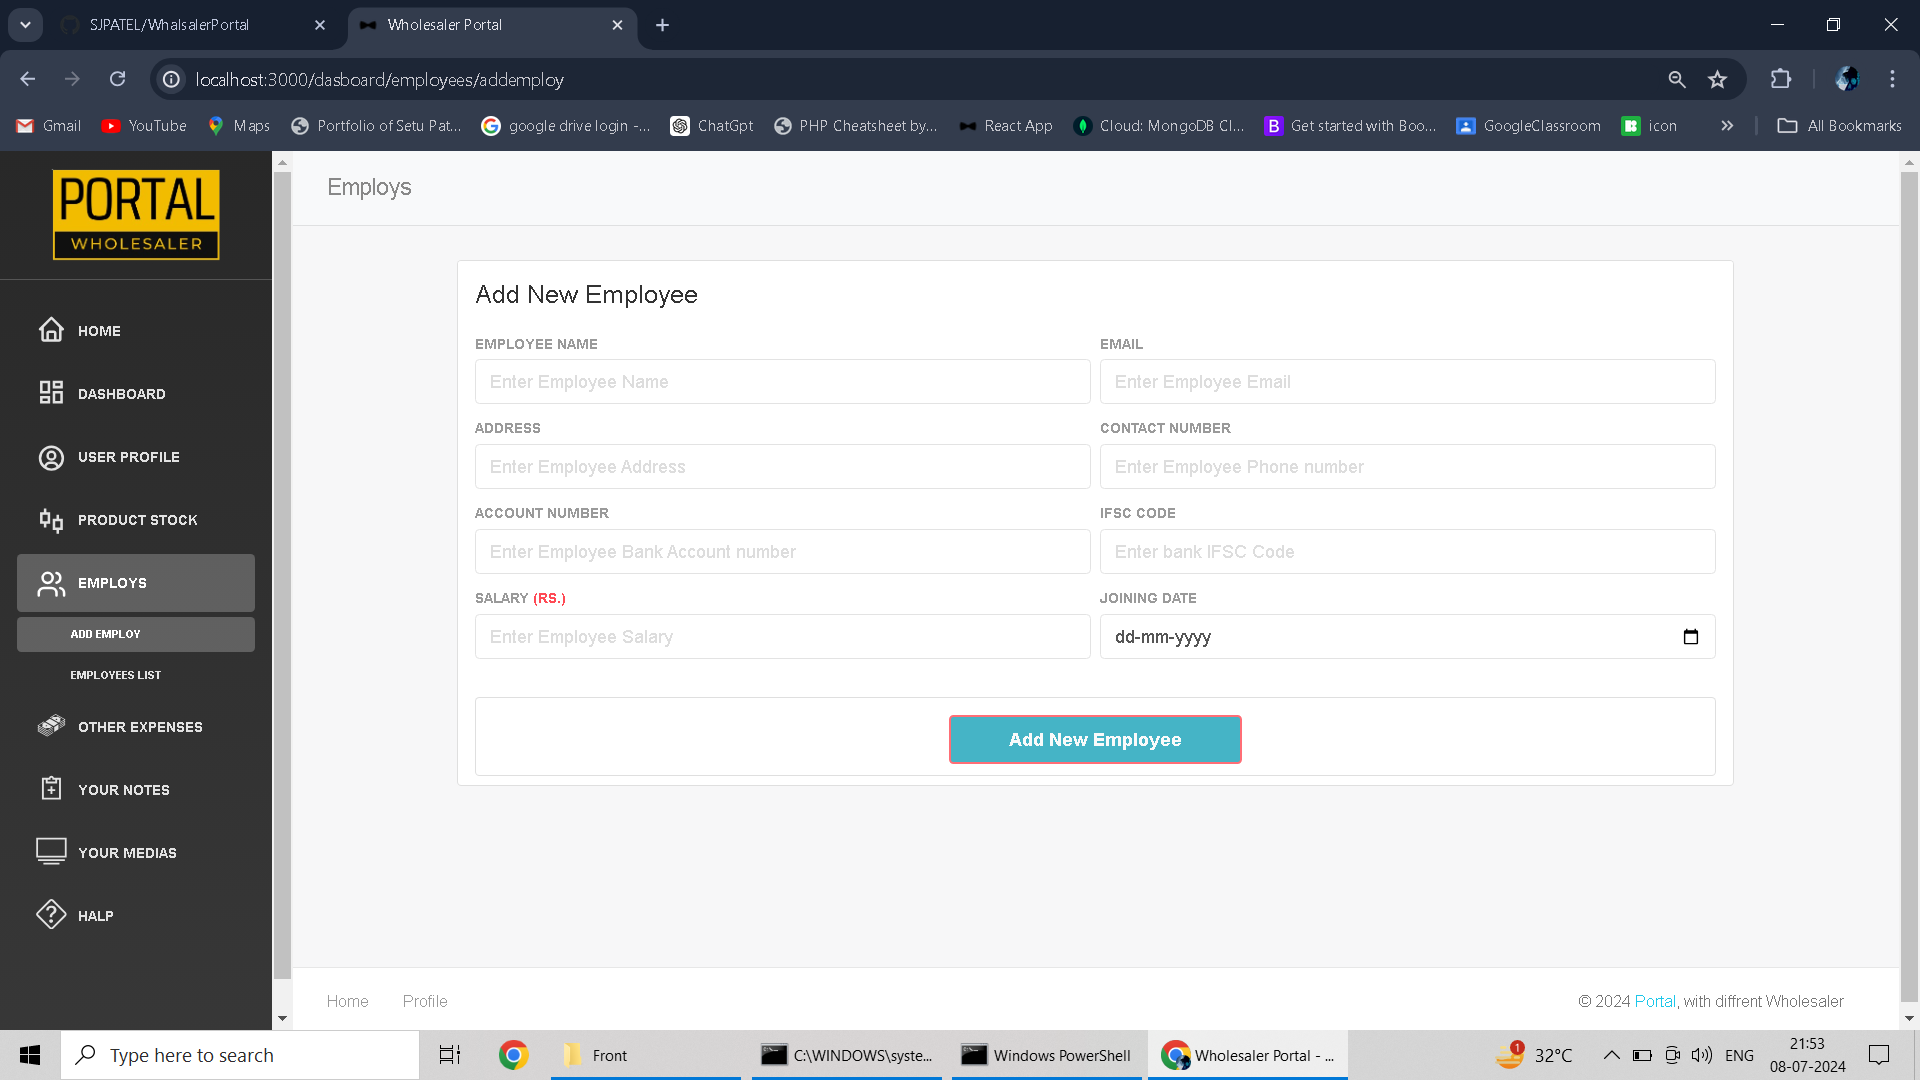 SJPATEL/WhalsalerPortal
Wholesaler Portal
localhost:3000/dasboard/employees/addemploy
Gmail
YouTube
Maps
Portfolio of Setu Pat...
google drive login -...
ChatGpt
PHP Cheatsheet by...
React App
Cloud: MongoDB Cl...
Get started with Boo...
GoogleClassroom
icon
All Bookmarks
PORTAL
WHOLESALER
HOME
DASHBOARD
USER PROFILE
PRODUCT STOCK
EMPLOYS
ADD EMPLOY
EMPLOYEES LIST
OTHER EXPENSES
YOUR NOTES
YOUR MEDIAS
HALP
Employs
Add New Employee
EMPLOYEE NAME
Enter Employee Name
EMAIL
Enter Employee Email
ADDRESS
Enter Employee Address
CONTACT NUMBER
Enter Employee Phone number
ACCOUNT NUMBER
Enter Employee Bank Account number
IFSC CODE
Enter bank IFSC Code
SALARY (RS.)
Enter Employee Salary
JOINING DATE
dd-mm-yyyy
Add New Employee
Home
Profile
© 2024 Portal, with diffrent Wholesaler
Type here to search
Front
C:\WINDOWS\syste...
Windows PowerShell
Wholesaler Portal - ...
1
32°C
ENG
21:53
08-07-2024